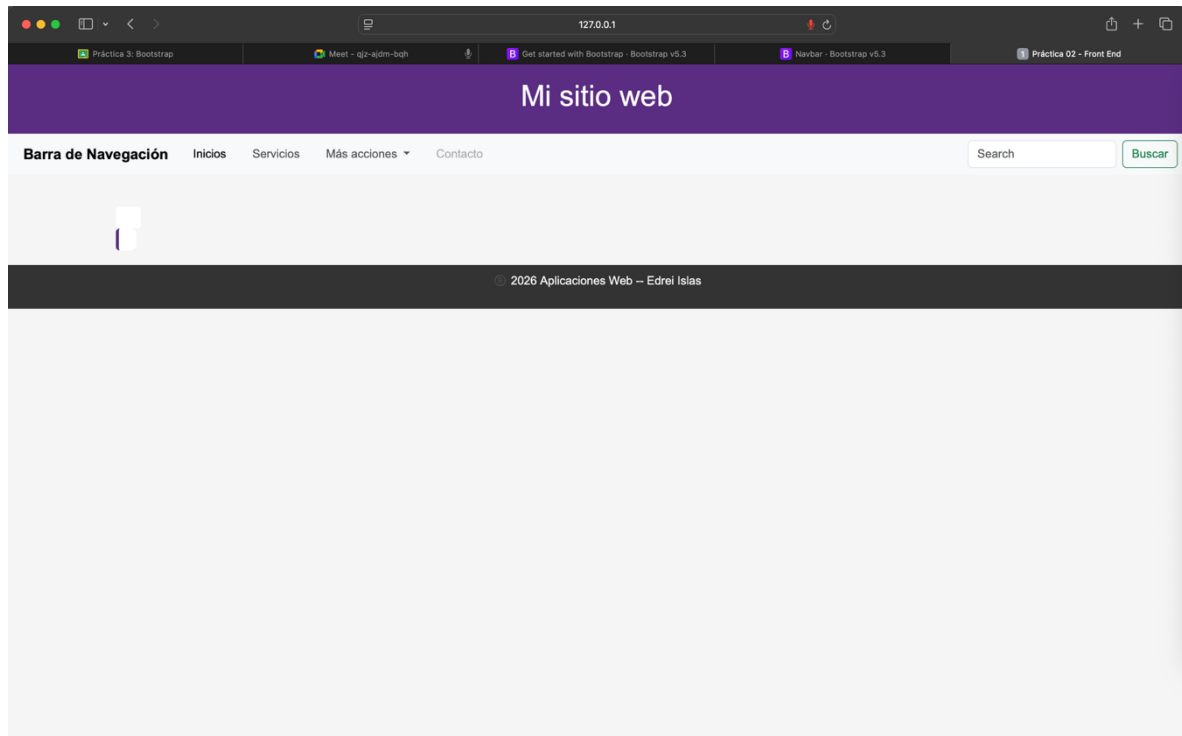 127.0.0.1
Práctica 3: Bootstrap
Meet - qjz-ajdm-bqh
B Get started with Bootstrap · Bootstrap v5.3
B Navbar · Bootstrap v5.3
1 Práctica 02 - Front End
Mi sitio web
Barra de Navegación Inicios Servicios Más acciones Contacto Search Buscar
2026 Aplicaciones Web -- Edrei Islas